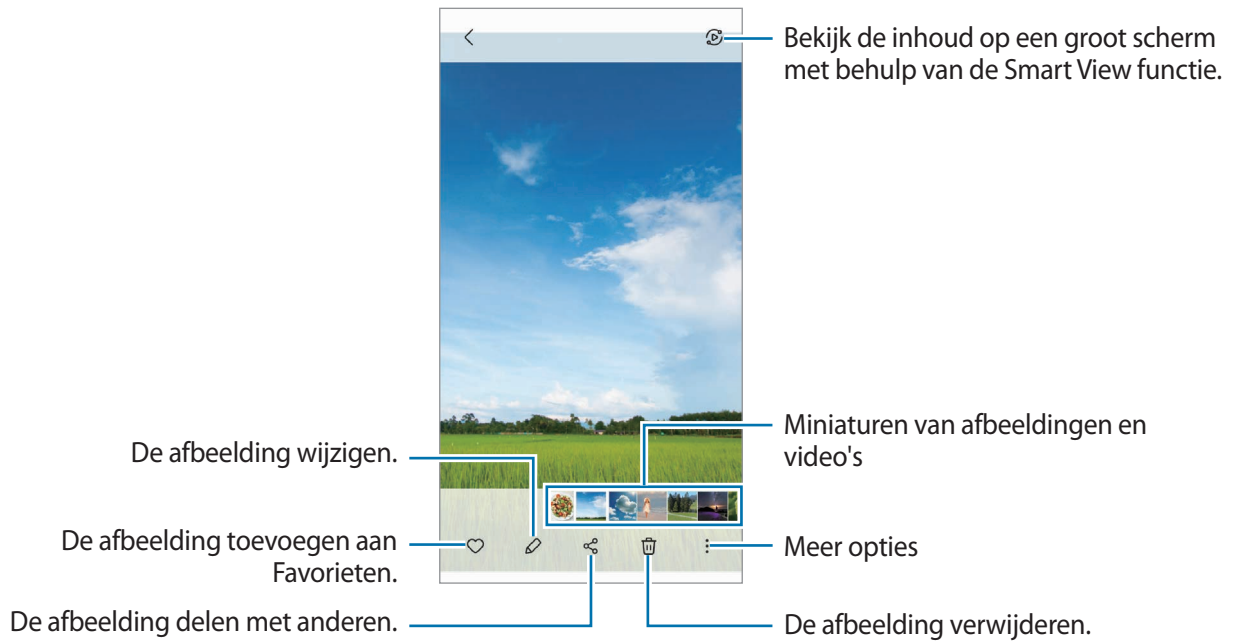 Bekijk de inhoud op een groot scherm
met behulp van de Smart View functie.
Miniaturen van afbeeldingen en
video's
De afbeelding wijzigen.
De afbeelding toevoegen aan
Favorieten.
Meer opties
De afbeelding delen met anderen.
De afbeelding verwijderen.